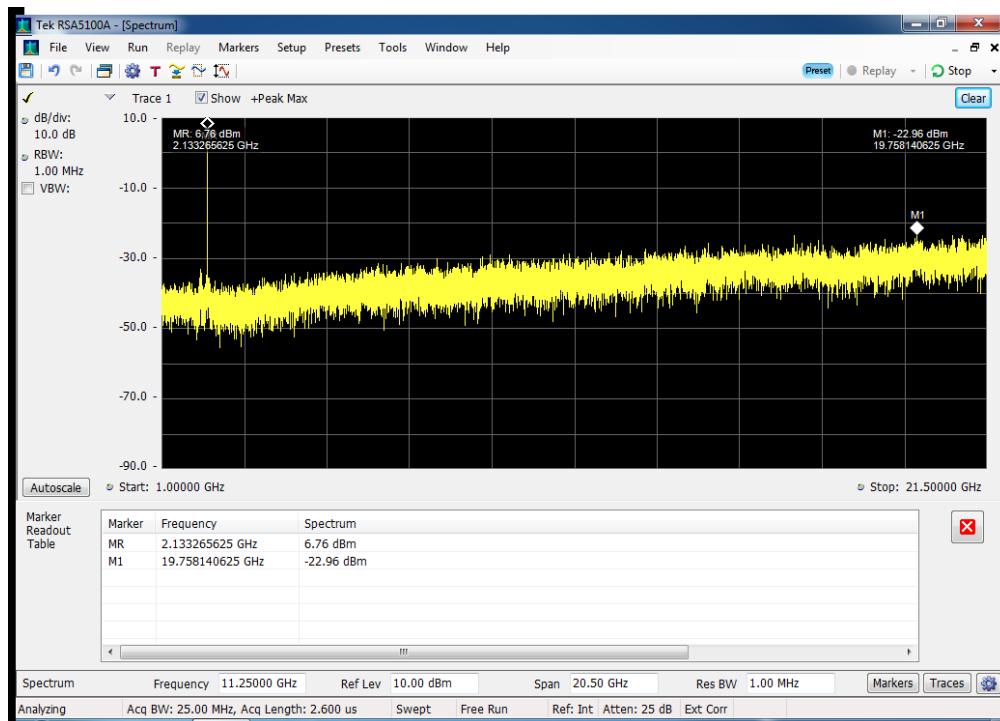 Tek RSA5100A - [Spectrum]
File View Run Replay Markers Setup Presets Tools Window Help
Preset Replay Stop
Trace 1 Show +Peak Max Clear
dB/div:
10.0 dB
RBW:
1.00 MHz
VBW:
10.0
-10.0
-30.0
-50.0
-70.0
-90.0
MR: 6.76 dBm
2.133265625 GHz
M1: -22.96 dBm
19.758140625 GHz
M1
Autoscale Start: 1.00000 GHz Stop: 21.50000 GHz
Marker
Readout
Table
Marker Frequency Spectrum
MR 2.133265625 GHz 6.76 dBm
M1 19.758140625 GHz -22.96 dBm
Spectrum Frequency 11.25000 GHz Ref Lev 10.00 dBm Span 20.50 GHz Res BW 1.00 MHz Markers Traces
Analyzing Acq BW: 25.00 MHz, Acq Length: 2.600 us Swept Free Run Ref: Int Atten: 25 dB Ext Corr